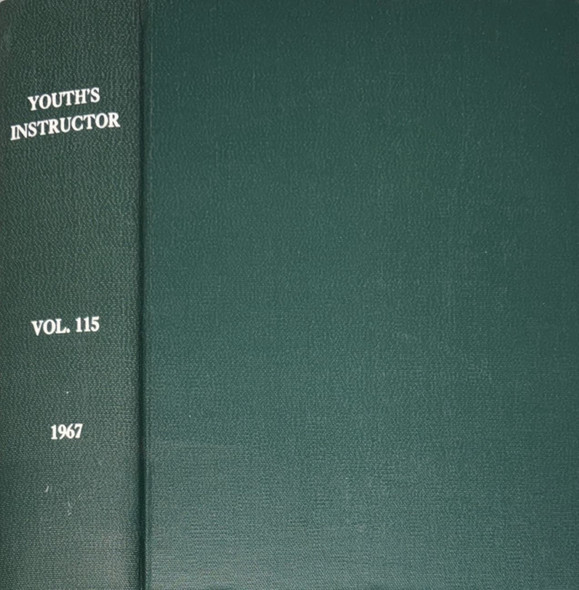 YOUTH'S
INSTRUCTOR
VOL. 115
1967